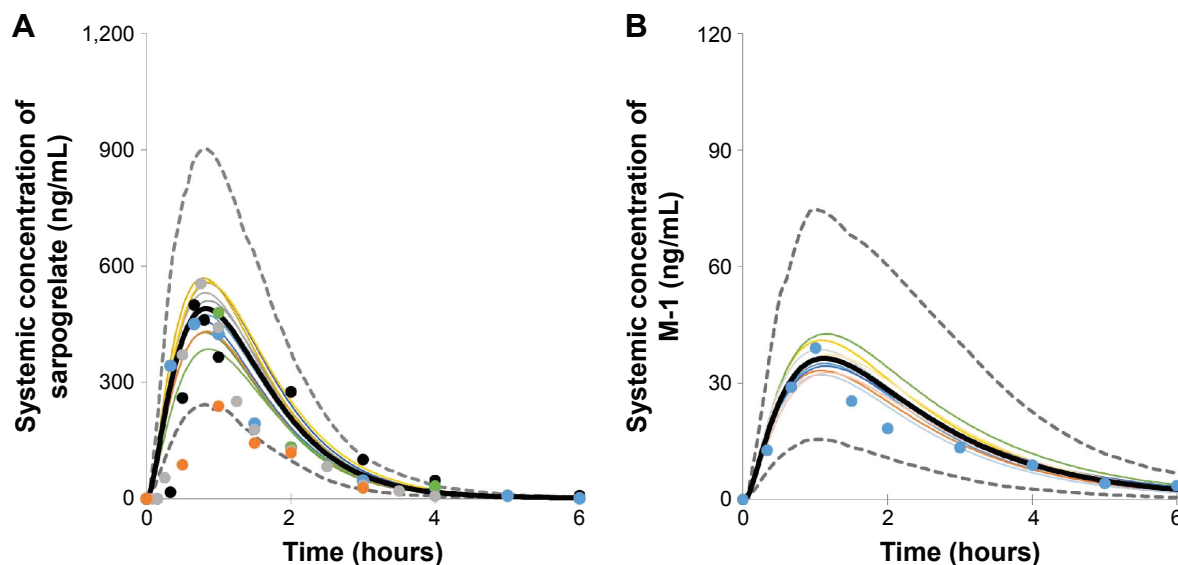 A
Systemic concentration of
sarpogrelate (ng/mL)
1,200
900
600
300
0
0
2
4
6
Time (hours)
B
Systemic concentration of
M-1 (ng/mL)
120
90
60
30
0
0
2
4
6
Time (hours)